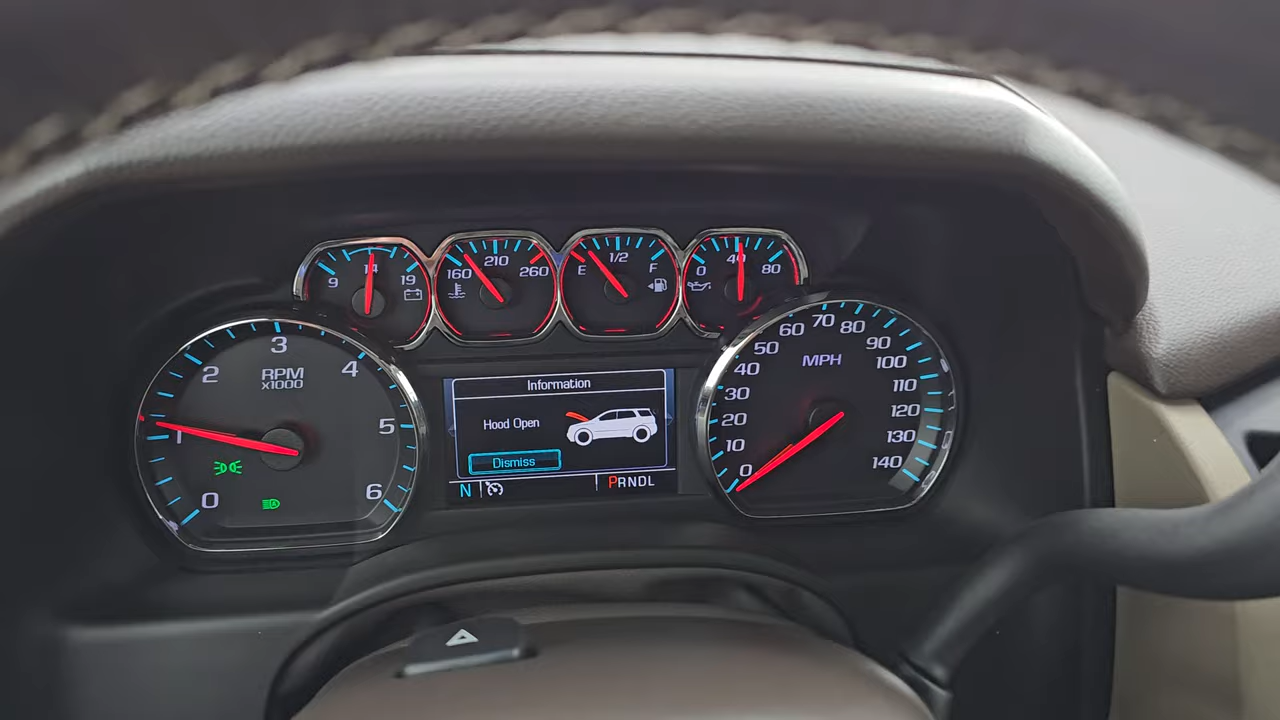 9 14 19
160 210 260
E 1/2 F
0 40 80
0 1 2 3 4 5 6
RPM
x1000
Information
Hood Open
Dismiss
N
PRNDL
0 10 20 30 40 50 60 70 80 90 100 110 120 130 140
MPH